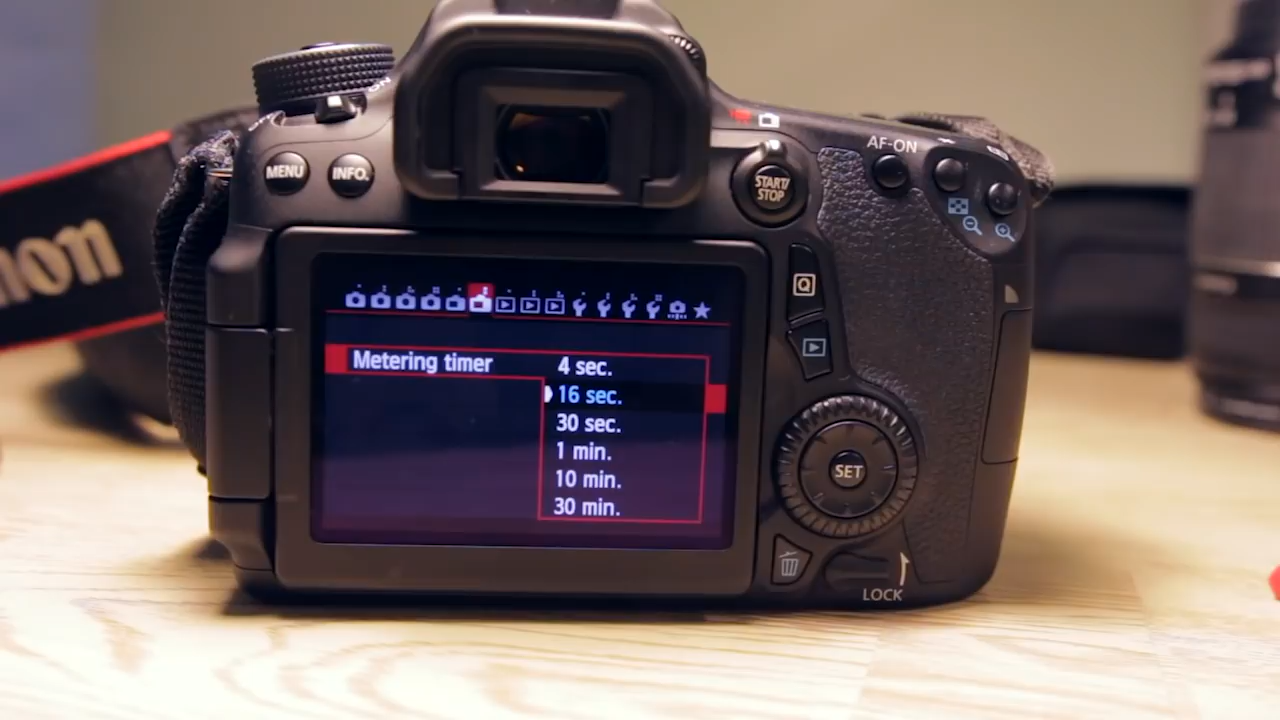 ON
MENU
INFO.
START/
STOP
AF-ON
non
Q
Metering timer
4 sec.
16 sec.
30 sec.
1 min.
10 min.
30 min.
SET
LOCK